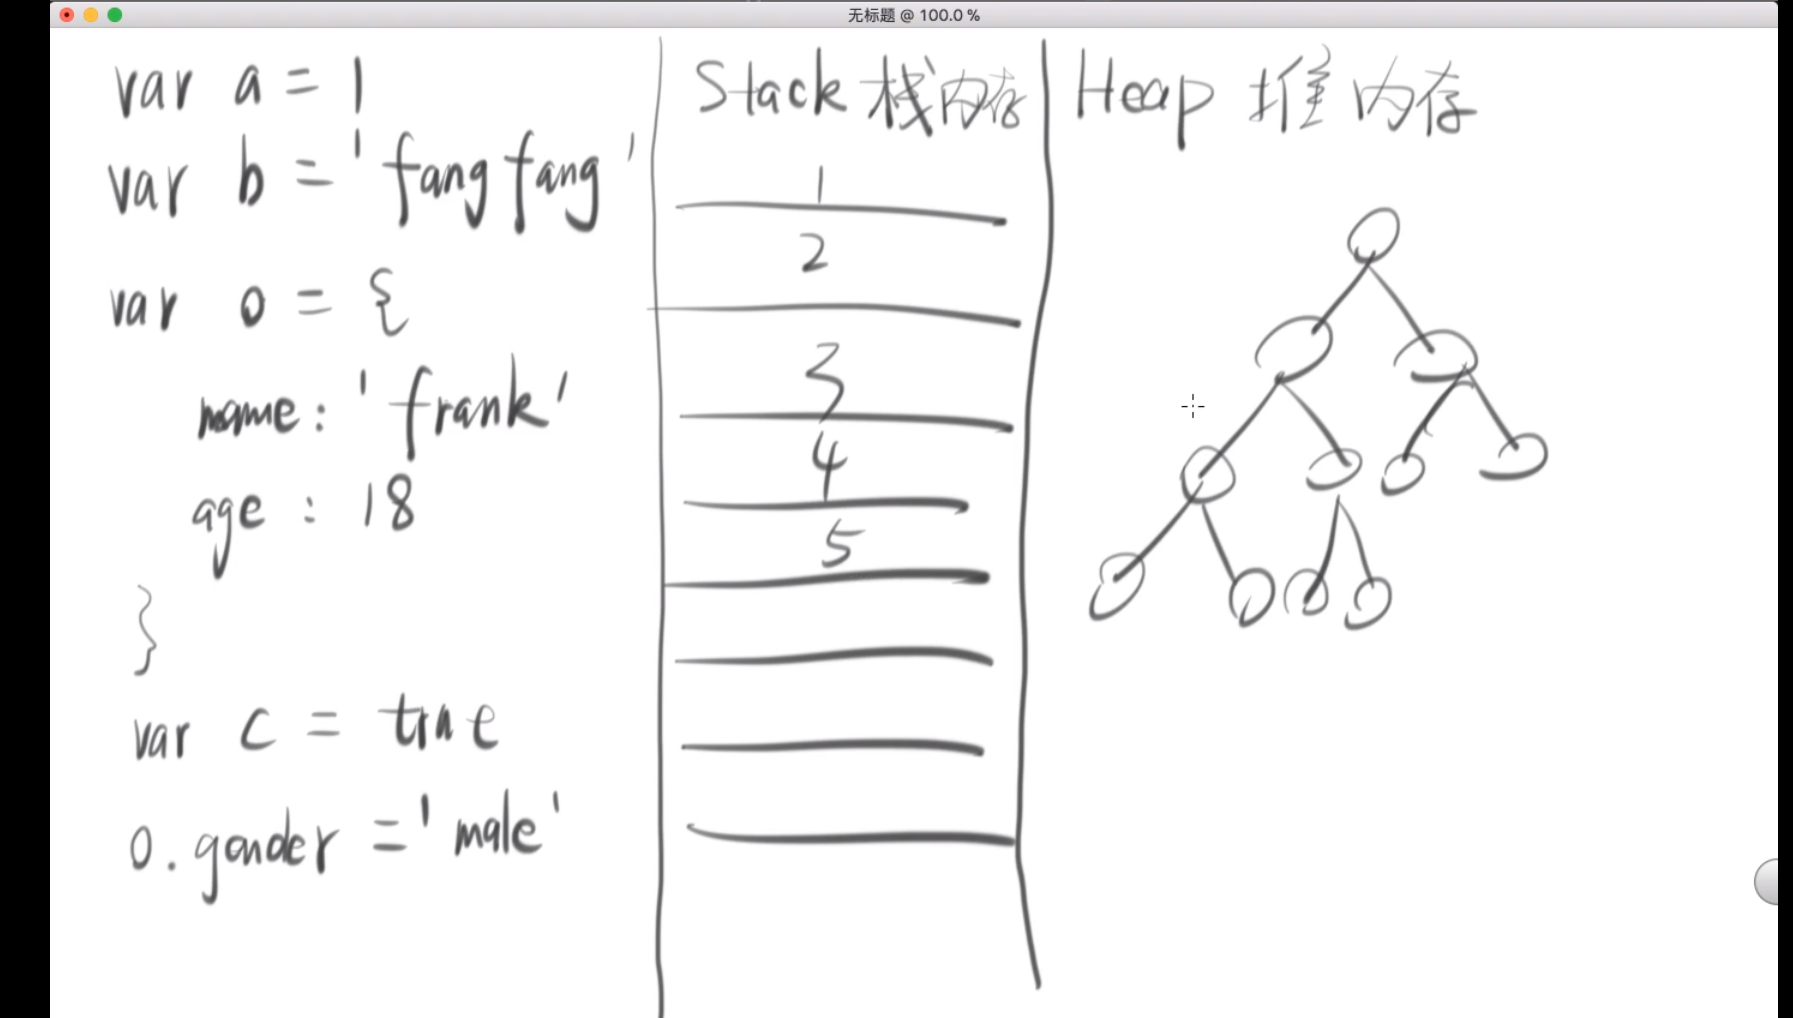 无标题 @ 100.0 %
var a = 1
var b = 'fangfang'
var o = {
name: 'frank'
age: 18
}
var c = true
o.gender = 'male'
Stack 栈内存
1
2
3
4
5
Heap 推内存